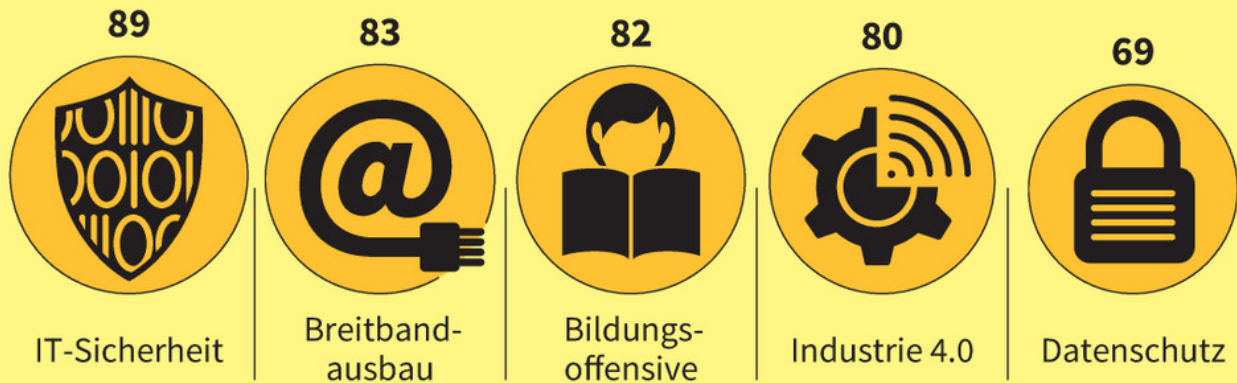 89
83
82
80
69
IT-Sicherheit
Breitband-
ausbau
Bildungs-
offensive
Industrie 4.0
Datenschutz